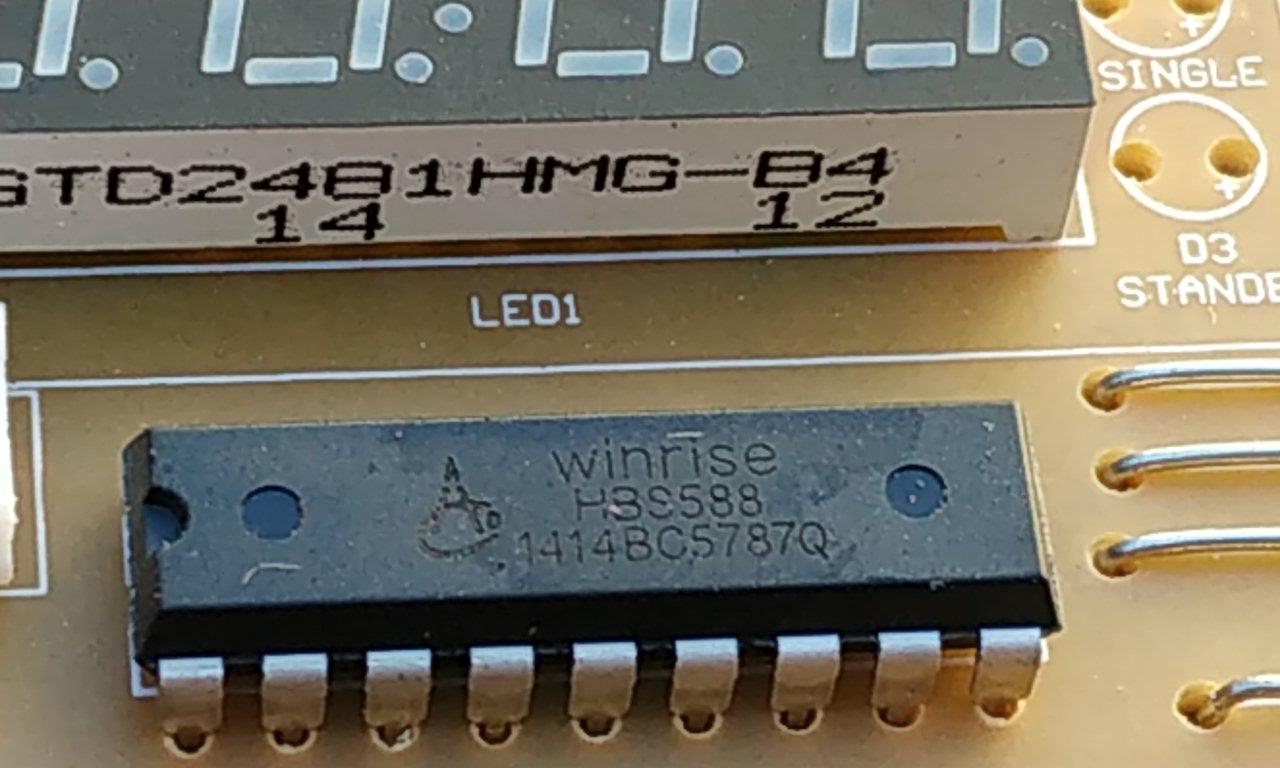 SINGLE
GTD2481HMG-B4
14 12
D3
STANDB
LED1
winrise
HBS588
1414BC5787Q